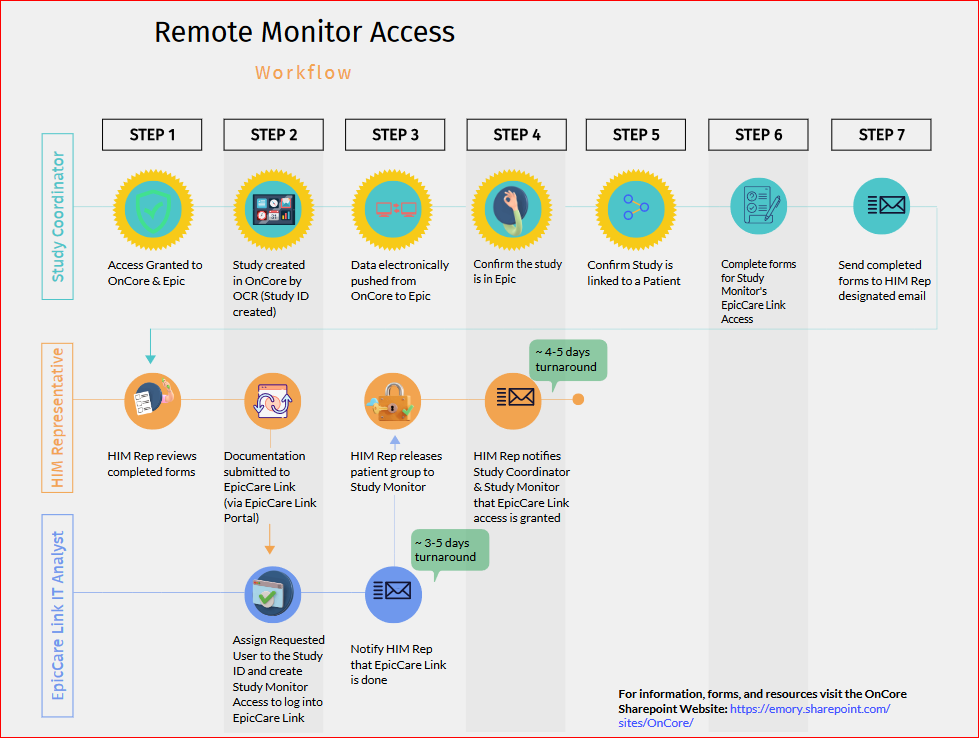 Remote Monitor Access
Workflow
STEP 1
STEP 2
STEP 3
STEP 4
STEP 5
STEP 6
STEP 7
Study Coordinator
Access Granted to
OnCore & Epic
Study created
in OnCore by
OCR (Study ID
created)
Data electronically
pushed from
OnCore to Epic
Confirm the study
is in Epic
Confirm Study is
linked to a Patient
Complete forms
for Study
Monitor's
EpicCare Link
Access
Send completed
forms to HIM Rep
designated email
HIM Representative
~ 4-5 days
turnaround
HIM Rep reviews
completed forms
Documentation
submitted to
EpicCare Link
(via EpicCare Link
Portal)
HIM Rep releases
patient group to
Study Monitor
HIM Rep notifies
Study Coordinator
& Study Monitor
that EpicCare Link
access is granted
EpicCare Link IT Analyst
~ 3-5 days
turnaround
Assign Requested
User to the Study
ID and create
Study Monitor
Access to log into
EpicCare Link
Notify HIM Rep
that EpicCare Link
is done
For information, forms, and resources visit the OnCore
Sharepoint Website: https://emory.sharepoint.com/
sites/OnCore/